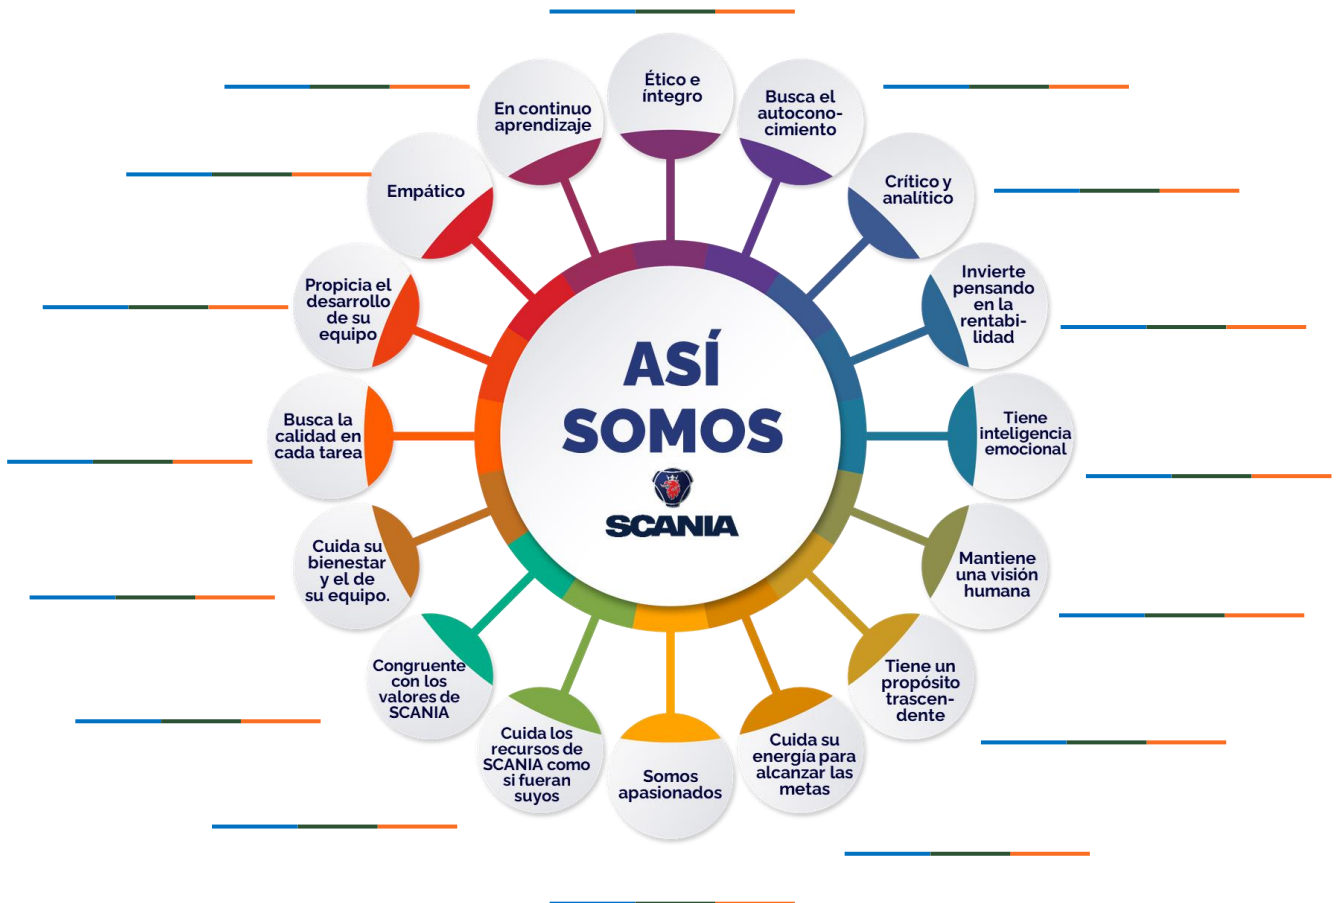 Ético e
íntegro
Busca el
autocono-
cimiento
Crítico y
analítico
Invierte
pensando
en la
rentabi-
lidad
Tiene
inteligencia
emocional
Mantiene
una visión
humana
Tiene un
propósito
trascen-
dente
Cuida su
energía para
alcanzar las
metas
Somos
apasionados
Cuida los
recursos de
SCANIA como
si fueran
suyos
Congruente
con los
valores de
SCANIA
Cuida su
bienestar
y el de
su equipo.
Busca la
calidad en
cada tarea
Propicia el
desarrollo
de su
equipo
Empático
En continuo
aprendizaje
ASÍ
SOMOS
SCANIA